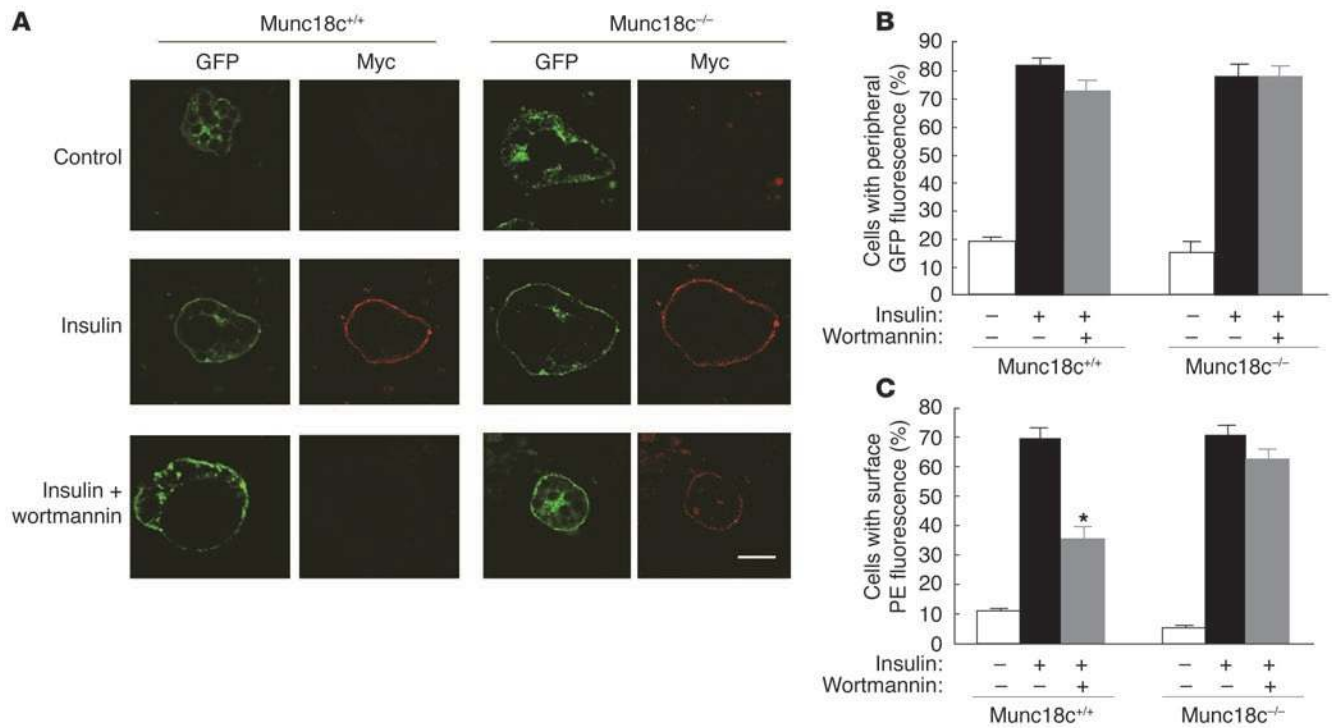 A
Munc18c+/+ Munc18c–/–
GFP Myc GFP Myc
Control
Insulin
Insulin +
wortmannin
B
Cells with peripheral
GFP fluorescence (%)
90
80
70
80
50
40
80
20
10
0
Insulin: – + + – + +
Wortmannin: – – + – – +
Munc18c+/+ Munc18c–/–
C
Cells with surface
PE fluorescence (%)
80
70
60
50
40
30
20
10
0
*
Insulin: – + + – + +
Wortmannin: – – + – – +
Munc18c+/+ Munc18c–/–